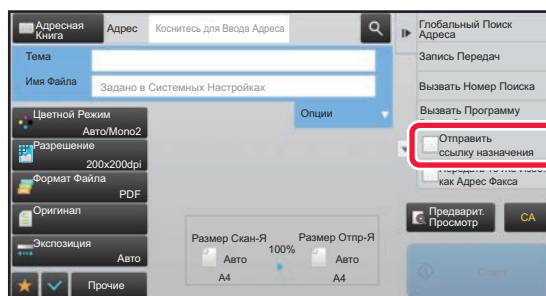 Адресная
Книга
Адрес
Коснитесь для Ввода Адреса
Тема
Имя Файла
Задано в Системных Настройках
Опции
Цветной Режим
Авто/Mono2
Разрешение
200x200dpi
Формат Файла
PDF
Оригинал
Экспозиция
Авто
Прочие
Размер Скан-Я
100%
Размер Отпр-Я
Авто
Авто
A4
A4
Глобальный Поиск
Адреса
Запись Передач
Вызвать Номер Поиска
Вызвать Программу
Отправить
ссылку назначения
как Адрес Факса
Предварит.
Просмотр
CA
Старт